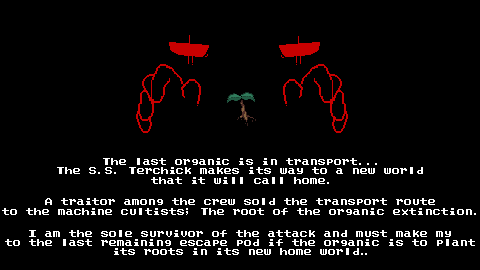 The last organic is in transport...
The S.S. Terchick makes its way to a new world
that it will call home.
A traitor among the crew sold the transport route
to the machine cultists; The root of the organic extinction.
I am the sole survivor of the attack and must make my
to the last remaining escape pod if the organic is to plant
its roots in its new home world..